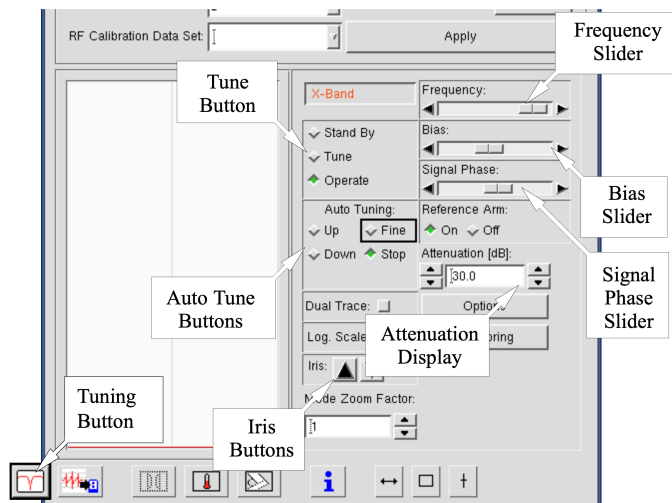 RF Calibration Data Set:
Apply
Frequency
Slider
Tune
Button
X-Band
Frequency:
Stand By
Bias:
Tune
Signal Phase:
Operate
Bias
Slider
Auto Tuning:
Reference Arm:
Up
Fine
On
Off
Down
Stop
Attenuation [dB]:
30.0
Signal
Phase
Slider
Auto Tune
Buttons
Dual Trace:
Attenuation
Display
Log. Scale
Iris:
Mode Zoom Factor:
1
Tuning
Button
Iris
Buttons